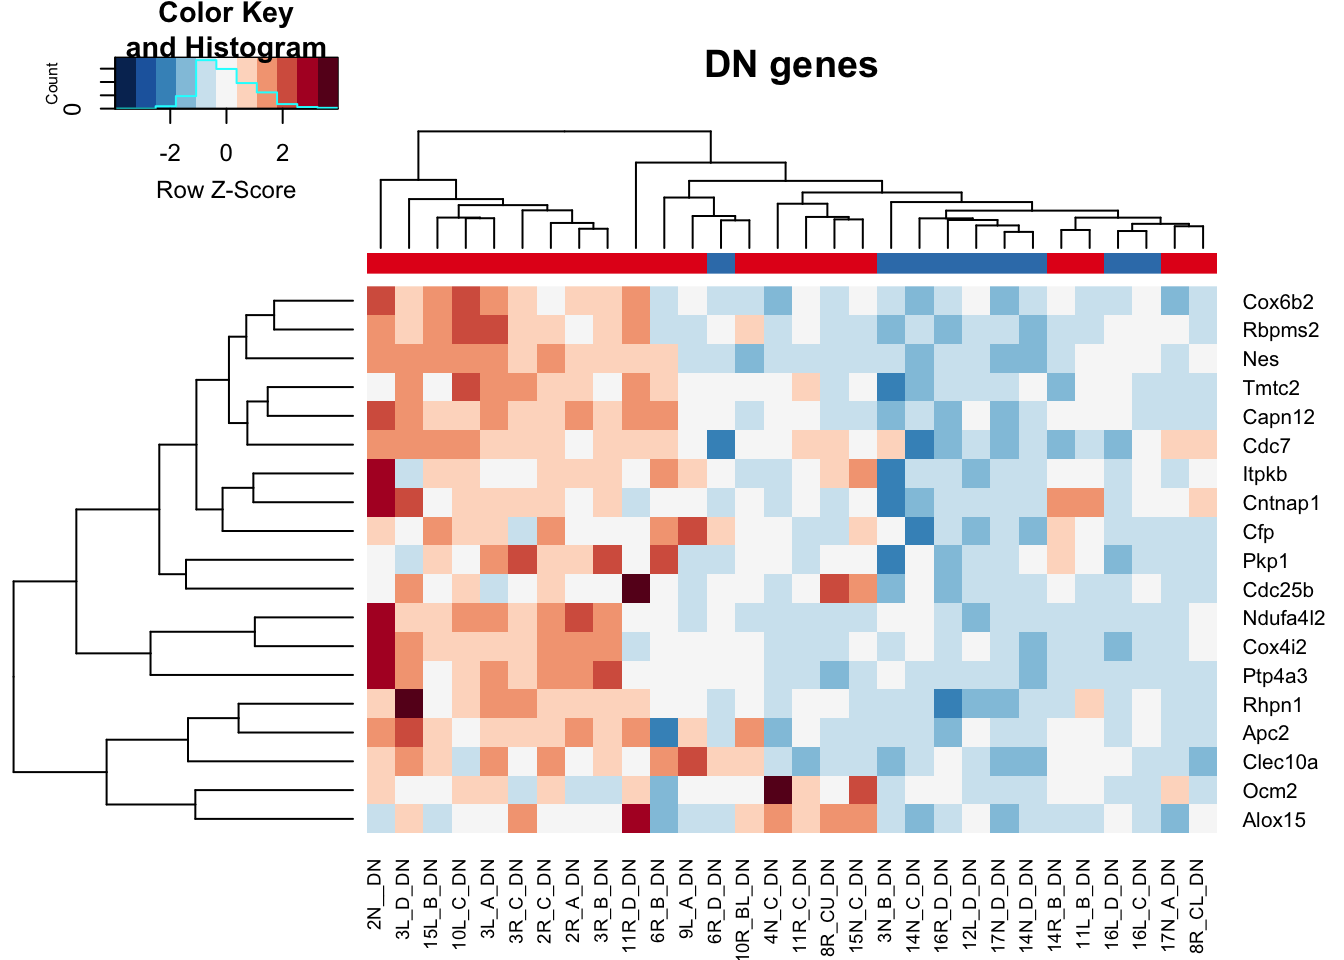 Color Key
and Histogram
Count
0
-2 0 2
Row Z-Score
DN genes
Cox6b2
Rbpms2
Nes
Tmtc2
Capn12
Cdc7
Itpkb
Cntnap1
Cfp
Pkp1
Cdc25b
Ndufa4l2
Cox4i2
Ptp4a3
Rhpn1
Apc2
Clec10a
Ocm2
Alox15
2N__DN
3L_D_DN
15L_B_DN
10L_C_DN
3L_A_DN
3R_C_DN
2R_C_DN
2R_A_DN
3R_B_DN
11R_D_DN
6R_B_DN
9L_A_DN
6R_D_DN
10R_BL_DN
4N_C_DN
11R_C_DN
8R_CU_DN
15N_C_DN
3N_B_DN
14N_C_DN
16R_D_DN
12L_D_DN
17N_D_DN
14N_D_DN
14R_B_DN
11L_B_DN
16L_D_DN
16L_C_DN
17N_A_DN
8R_CL_DN